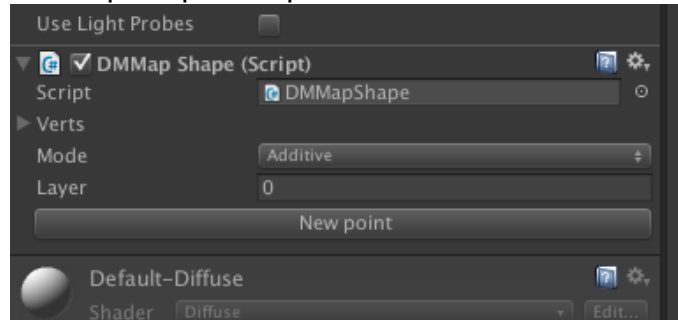 Use Light Probes
DMMap Shape (Script)
Script DMMapShape
Verts
Mode Additive
Layer 0
New point
Default-Diffuse
Shader Diffuse Edit...